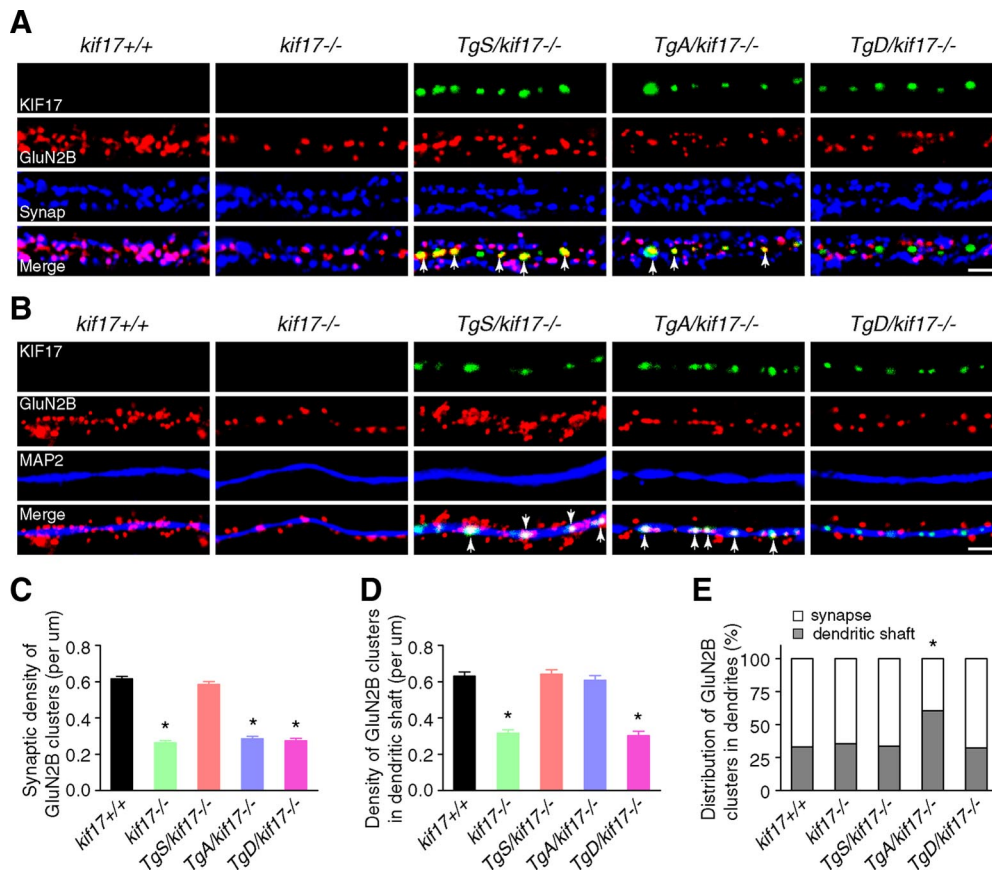 A
kif17+/+ kif17-/- TgS/kif17-/- TgA/kif17-/- TgD/kif17-/-
KIF17
GluN2B
Synap
Merge
B
kif17+/+ kif17-/- TgS/kif17-/- TgA/kif17-/- TgD/kif17-/-
KIF17
GluN2B
MAP2
Merge
C
Synaptic density of
GluN2B clusters (per um)
0.8
0.6
0.4
0.2
0.0
* * *
kif17+/+ kif17-/- TgS/kif17-/- TgA/kif17-/- TgD/kif17-/-
D
Density of GluN2B clusters
in dendritic shaft (per um)
0.8
0.6
0.4
0.2
0.0
* *
kif17+/+ kif17-/- TgS/kif17-/- TgA/kif17-/- TgD/kif17-/-
E
synapse
dendritic shaft
Distribution of GluN2B
clusters in dendrites (%)
100
75
50
25
0
*
kif17+/+ kif17-/- TgS/kif17-/- TgA/kif17-/- TgD/kif17-/-